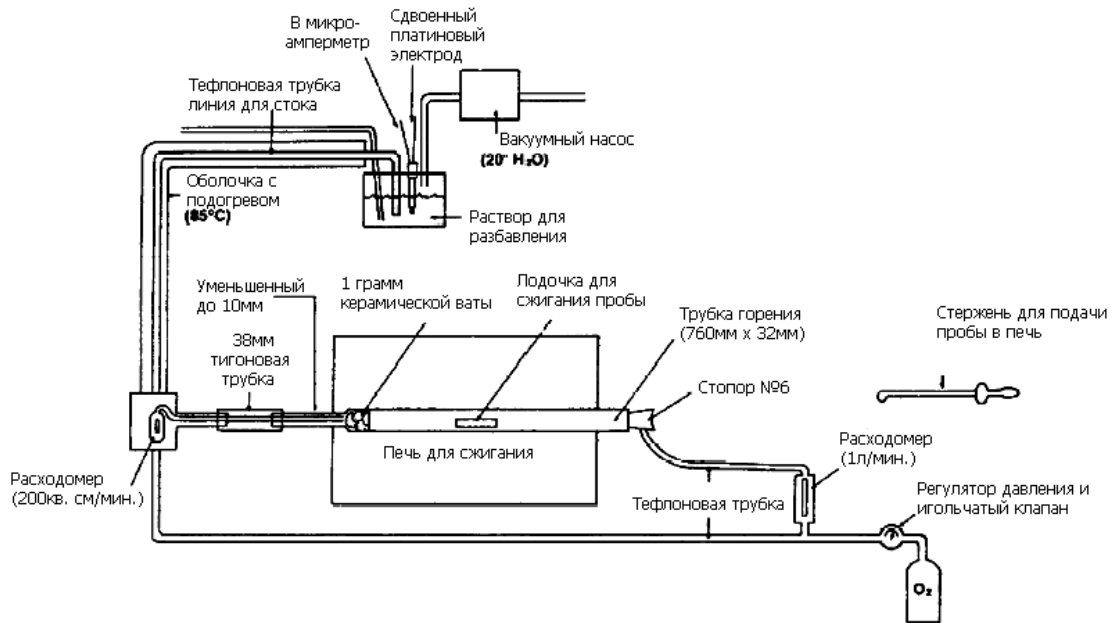 В микро-
амперметр
Сдвоенный
платиновый
электрод
Тефлоновая трубка
линия для стока
Вакуумный насос
(20" H₂O)
Оболочка с
подогревом
(85°C)
Раствор для
разбавления
Уменьшенный
до 10мм
1 грамм
керамической ваты
Лодочка для
сжигания пробы
Трубка горения
(760мм х 32мм)
Стержень для подачи
пробы в печь
38мм
тигоновая
трубка
Стопор №6
Печь для сжигания
Расходомер
(1л/мин.)
Расходомер
(200кв. см/мин.)
Тефлоновая трубка
Регулятор давления и
игольчатый клапан
O₂